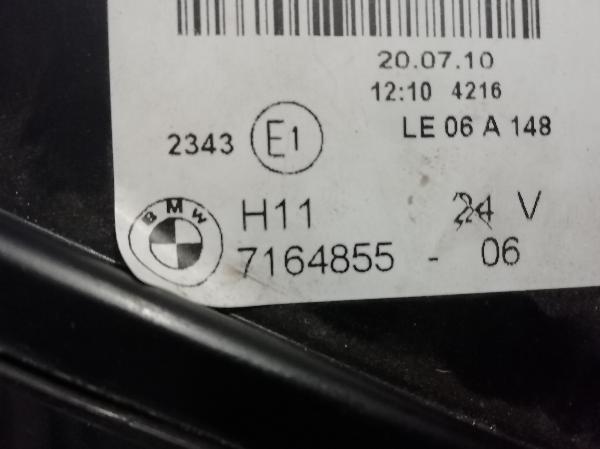 20.07.10
12:10 4216
LE 06 A 148
2343 E1
BMW H11 24 V
7164855 - 06